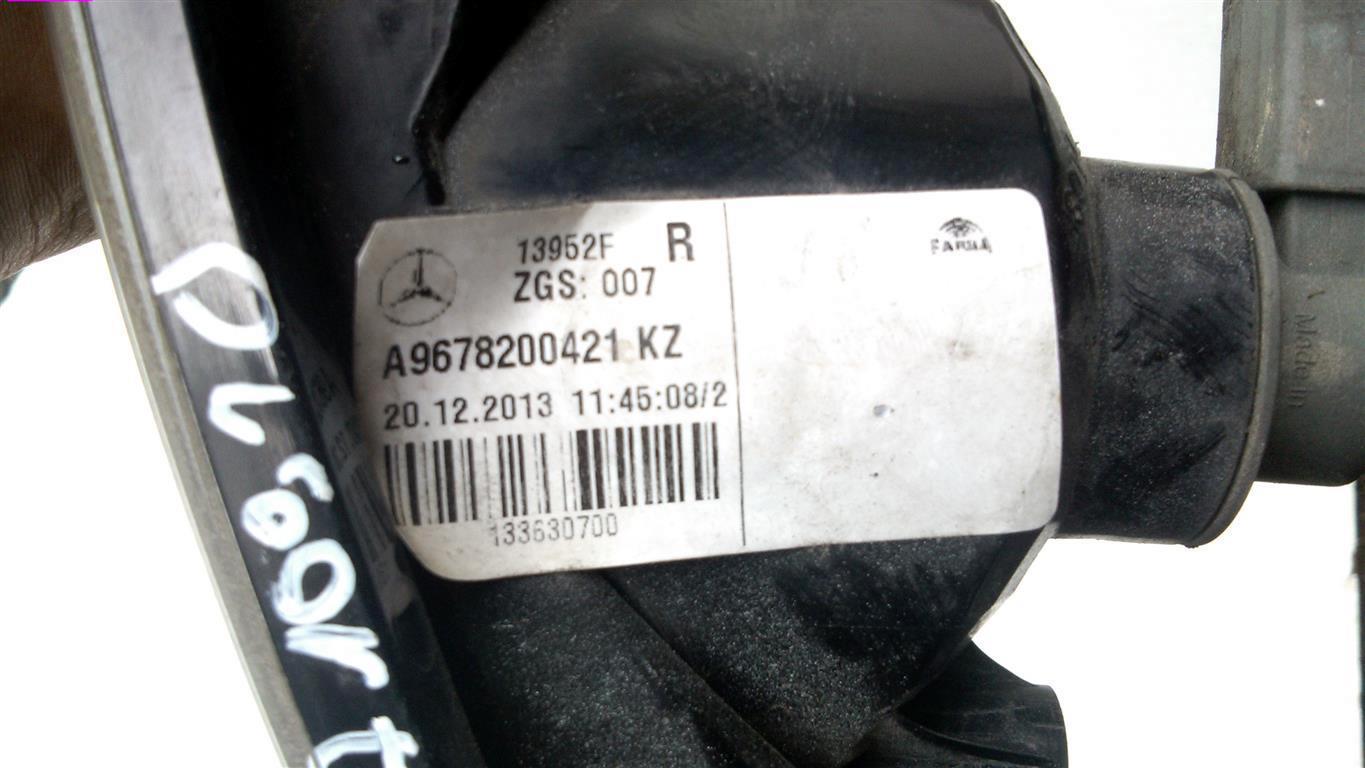 13952F R
ZGS: 007
A9678200421 KZ
20.12.2013 11:45:08/2
133630700
FARBA
Made in